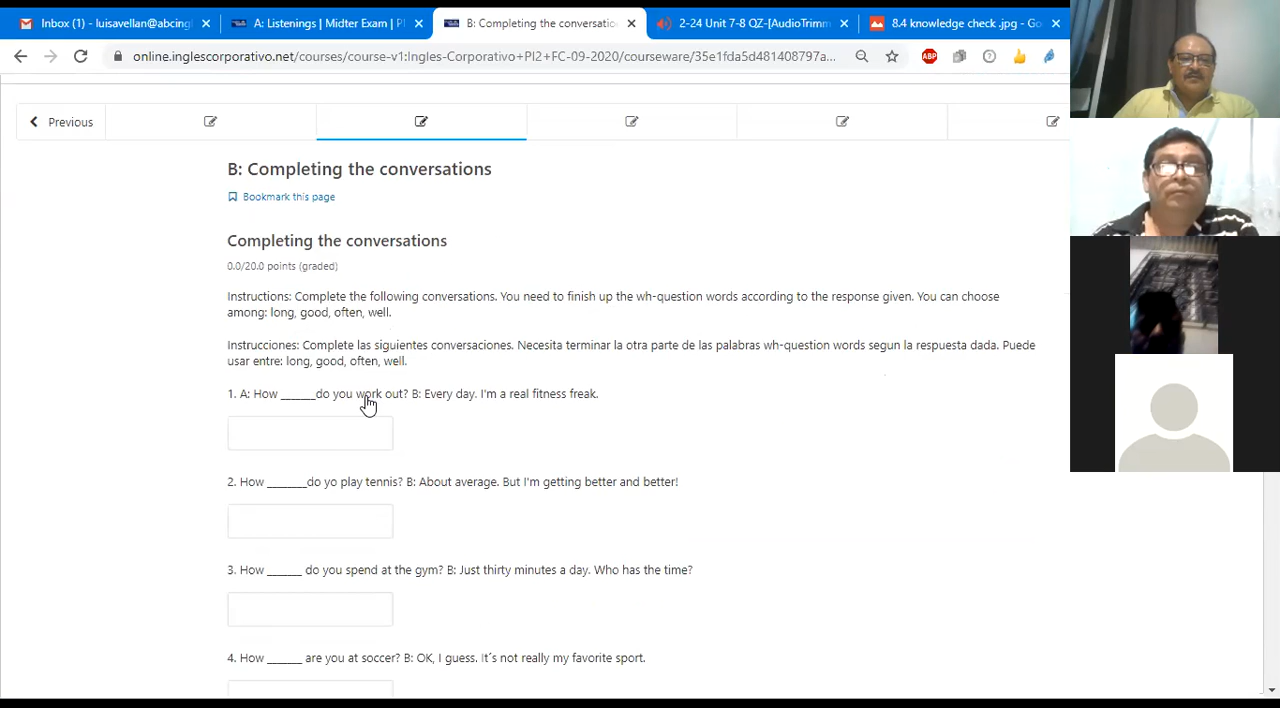 Inbox (1) - luisavellan@abcing
A: Listenings | Midter Exam | P
B: Completing the conversatio
2-24 Unit 7-8 QZ-[AudioTrimm
8.4 knowledge check .jpg - Go
online.inglescorporativo.net/courses/course-v1:Ingles-Corporativo+PI2+FC-09-2020/courseware/35e1fda5d481408797a...
ABP
Previous
B: Completing the conversations
Bookmark this page
Completing the conversations
0.0/20.0 points (graded)
Instructions: Complete the following conversations. You need to finish up the wh-question words according to the response given. You can choose
among: long, good, often, well.
Instrucciones: Complete las siguientes conversaciones. Necesita terminar la otra parte de las palabras wh-question words segun la respuesta dada. Puede
usar entre: long, good, often, well.
1. A: How _______do you work out? B: Every day. I'm a real fitness freak.
2. How ________do yo play tennis? B: About average. But I'm getting better and better!
3. How _______ do you spend at the gym? B: Just thirty minutes a day. Who has the time?
4. How _______ are you at soccer? B: OK, I guess. It´s not really my favorite sport.